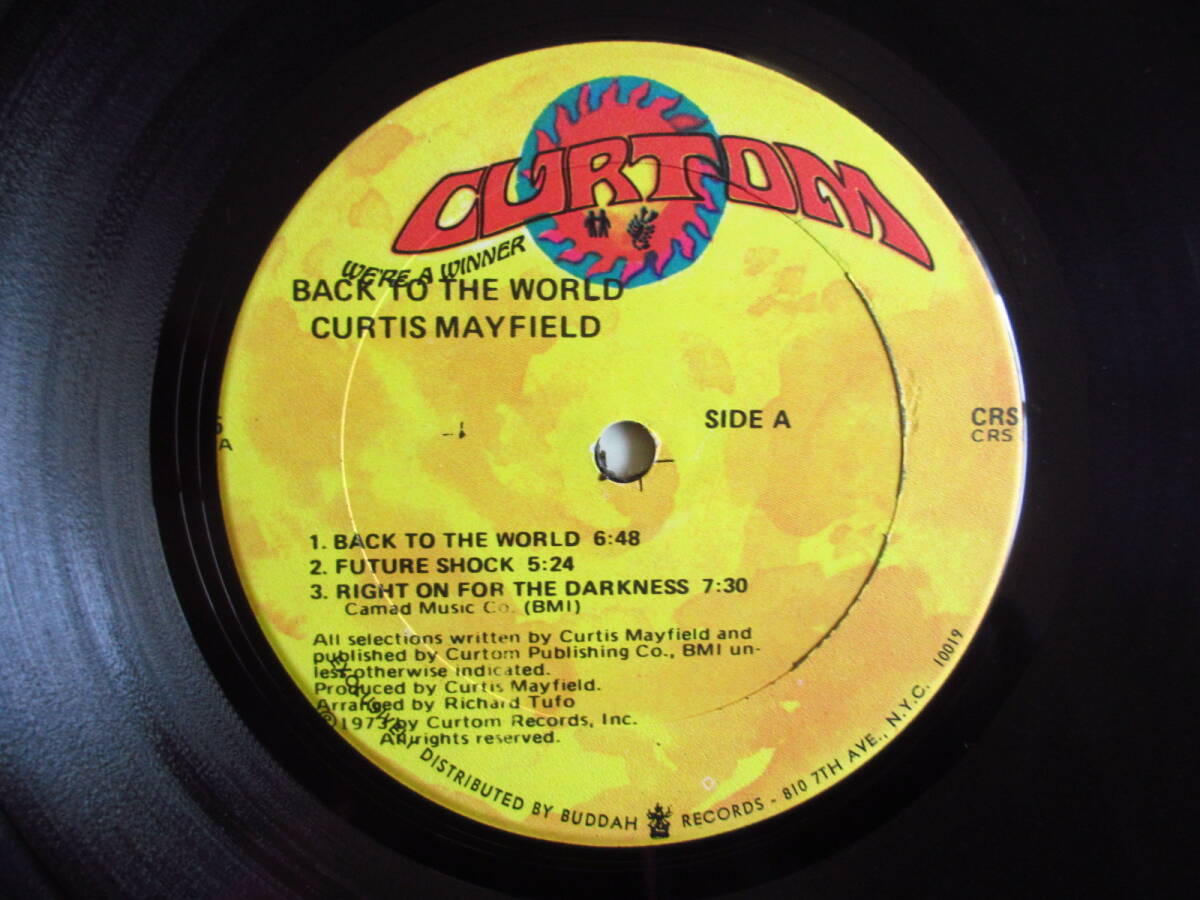 CURTOM
WE'RE A WINNER
BACK TO THE WORLD
CURTIS MAYFIELD
SIDE A
5
A
CRS
CRS
1. BACK TO THE WORLD 6:48
2. FUTURE SHOCK 5:24
3. RIGHT ON FOR THE DARKNESS 7:30
Camad Music Co. (BMI)
All selections written by Curtis Mayfield and
published by Curtom Publishing Co., BMI un-
less otherwise indicated.
Produced by Curtis Mayfield.
Arranged by Richard Tufo
℗1973 by Curtom Records, Inc.
All rights reserved.
EXCLUSIVELY DISTRIBUTED BY BUDDAH RECORDS - 810 7TH AVE., N.Y.C. 10019